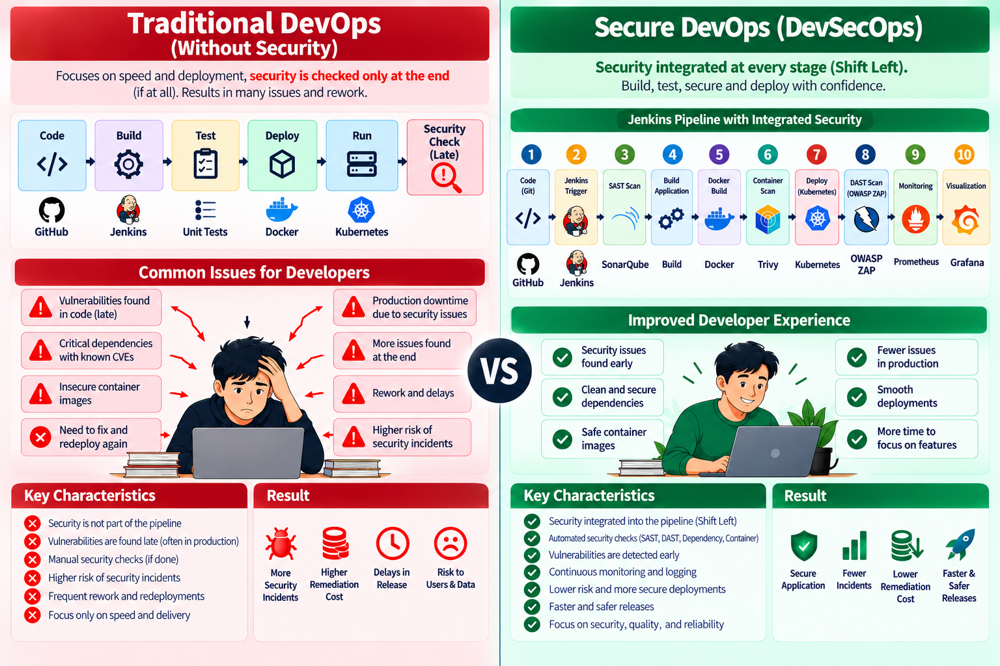 Traditional DevOps
(Without Security)
Focuses on speed and deployment, security is checked only at the end
(if at all). Results in many issues and rework.
Code
Build
Test
Deploy
Run
Security
Check
(Late)
GitHub
Jenkins
Unit Tests
Docker
Kubernetes
Common Issues for Developers
Vulnerabilities found
in code (late)
Critical dependencies
with known CVEs
Insecure container
images
Need to fix and
redeploy again
Production downtime
due to security issues
More issues found
at the end
Rework and delays
Higher risk of
security incidents
Key Characteristics
Security is not part of the pipeline
Vulnerabilities are found late (often in production)
Manual security checks (if done)
Higher risk of security incidents
Frequent rework and redeployments
Focus only on speed and delivery
Result
More
Security
Incidents
Higher
Remediation
Cost
Delays in
Release
Risk to
Users & Data
VS
Secure DevOps (DevSecOps)
Security integrated at every stage (Shift Left).
Build, test, secure and deploy with confidence.
Jenkins Pipeline with Integrated Security
1
2
3
4
5
6
7
8
9
10
Code
(Git)
Jenkins
Trigger
SAST Scan
Build
Application
Docker
Build
Container
Scan
Deploy
(Kubernetes)
DAST Scan
(OWASP ZAP)
Monitoring
Visualization
GitHub
Jenkins
SonarQube
Build
Docker
Trivy
Kubernetes
OWASP
ZAP
Prometheus
Grafana
Improved Developer Experience
Security issues
found early
Clean and secure
dependencies
Safe container
images
Fewer issues
in production
Smooth
deployments
More time to
focus on features
Key Characteristics
Security integrated into the pipeline (Shift Left)
Automated security checks (SAST, DAST, Dependency, Container)
Vulnerabilities are detected early
Continuous monitoring and logging
Lower risk and more secure deployments
Faster and safer releases
Focus on security, quality, and reliability
Result
Secure
Application
Fewer
Incidents
Lower
Remediation
Cost
Faster &
Safer
Releases